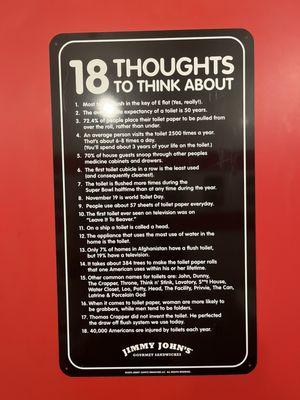 18 THOUGHTS
TO THINK ABOUT
1. Most flush in the key of E flat (Yes, really!).
2. The expectancy of a toilet is 50 years.
3. 72.4% of people place their toilet paper to be pulled from
over the roll, rather than under.
4. An average person visits the toilet 2500 times a year.
That's about 6-8 times a day.
(You'll spend about 3 years of your life on the toilet.)
5. 70% of house guests snoop through other peoples
medicine cabinets and drawers.
6. The first toilet cubicle in a row is the least used
(and consequently cleanest).
7. The toilet is flushed more times during the
Super Bowl halftime than at any time during the year.
8. November 19 is world Toilet Day.
9. People use about 57 sheets of toilet paper everyday.
10. The first toilet ever seen on television was on
"Leave It To Beaver."
11. On a ship a toilet is called a head.
12. The appliance that uses the most use of water in the
home is the toilet.
13. Only 7% of homes in Afghanistan have a flush toilet,
but 19% have a television.
14. It takes about 384 trees to make the toilet paper rolls
that one American uses within his or her lifetime.
15. Other common names for toilets are: John, Dunny,
The Crapper, Throne, Think n' Stink, Lavatory, S**t House,
Water Closet, Loo, Potty, Head, The Facility, Privvie, The Can,
Latrine & Porcelain God
16. When it comes to toilet paper, woman are more likely
to be grabbers, while men tend to be folders.
17. Thomas Crapper did not invent the toilet. He perfected
the draw off flush system we use today.
18. 40,000 Americans are injured by toilets each year.
JIMMY JOHN'S
GOURMET SANDWICHES
ALL RIGHTS RESERVED.